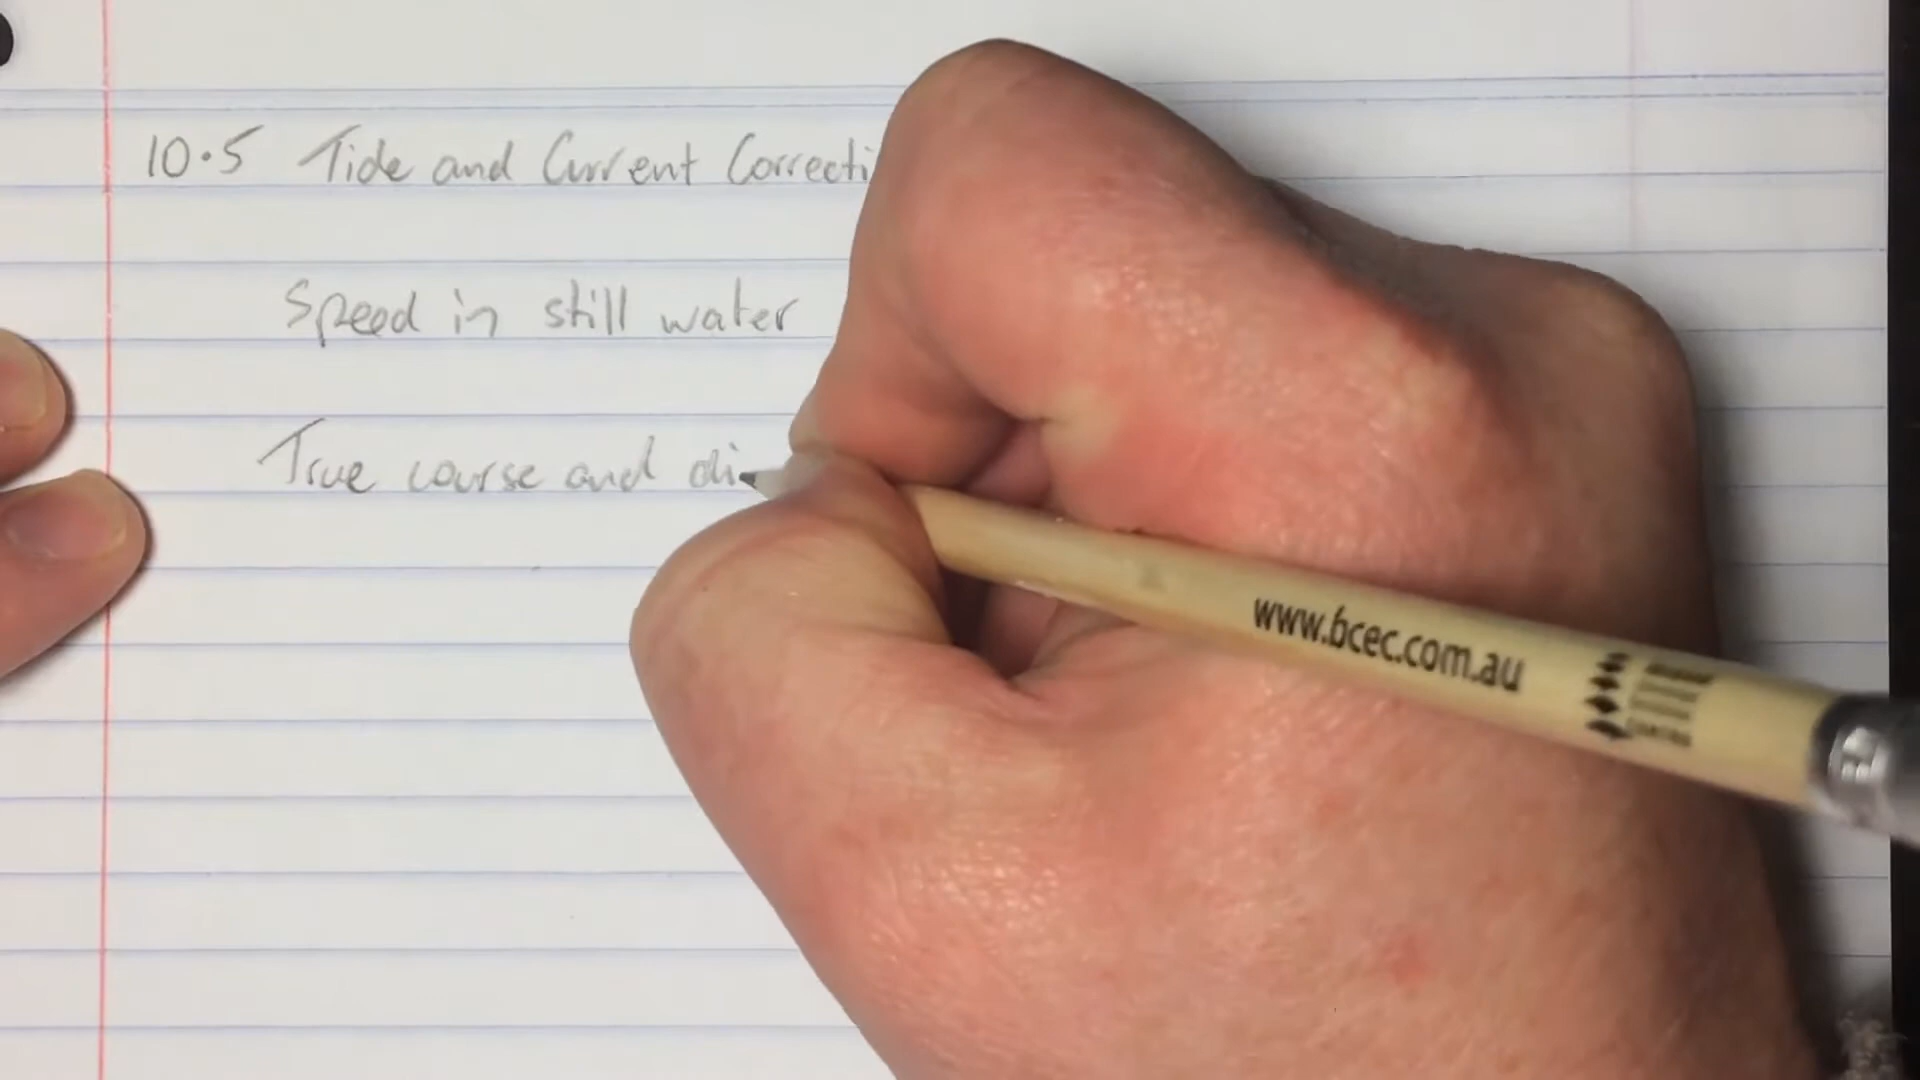 10.5 Tide and Current Correcti
Speed in still water
True course and di
www.bcec.com.au